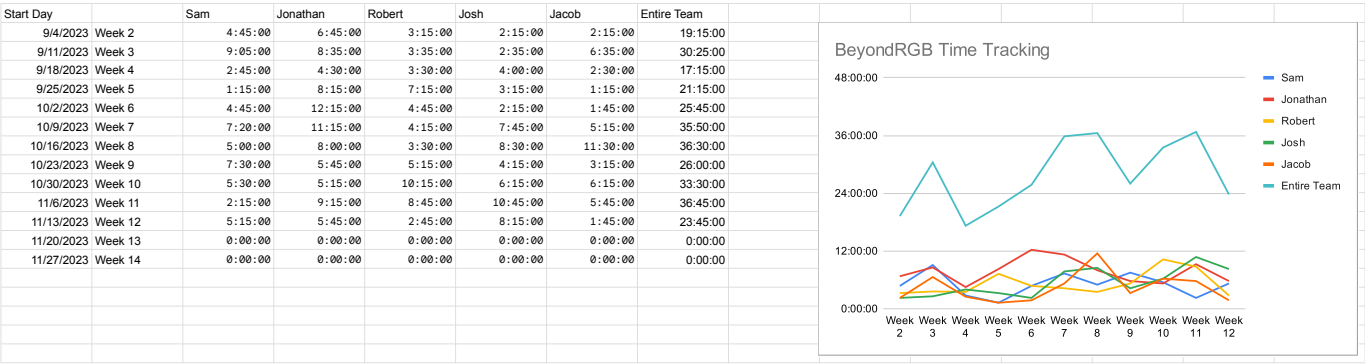 Start Day Sam Jonathan Robert Josh Jacob Entire Team
9/4/2023 Week 2 4:45:00 6:45:00 3:15:00 2:15:00 2:15:00 19:15:00
9/11/2023 Week 3 9:05:00 8:35:00 3:35:00 2:35:00 6:35:00 30:25:00
9/18/2023 Week 4 2:45:00 4:30:00 3:30:00 4:00:00 2:30:00 17:15:00
9/25/2023 Week 5 1:15:00 8:15:00 7:15:00 3:15:00 1:15:00 21:15:00
10/2/2023 Week 6 4:45:00 12:15:00 4:45:00 2:15:00 1:45:00 25:45:00
10/9/2023 Week 7 7:20:00 11:15:00 4:15:00 7:45:00 5:15:00 35:50:00
10/16/2023 Week 8 5:00:00 8:00:00 3:30:00 8:30:00 11:30:00 36:30:00
10/23/2023 Week 9 7:30:00 5:45:00 5:15:00 4:15:00 3:15:00 26:00:00
10/30/2023 Week 10 5:30:00 5:15:00 10:15:00 6:15:00 6:15:00 33:30:00
11/6/2023 Week 11 2:15:00 9:15:00 8:45:00 10:45:00 5:45:00 36:45:00
11/13/2023 Week 12 5:15:00 5:45:00 2:45:00 8:15:00 1:45:00 23:45:00
11/20/2023 Week 13 0:00:00 0:00:00 0:00:00 0:00:00 0:00:00 0:00:00
11/27/2023 Week 14 0:00:00 0:00:00 0:00:00 0:00:00 0:00:00 0:00:00
BeyondRGB Time Tracking
48:00:00
36:00:00
24:00:00
12:00:00
0:00:00
Week 2 Week 3 Week 4 Week 5 Week 6 Week 7 Week 8 Week 9 Week 10 Week 11 Week 12
Sam
Jonathan
Robert
Josh
Jacob
Entire Team